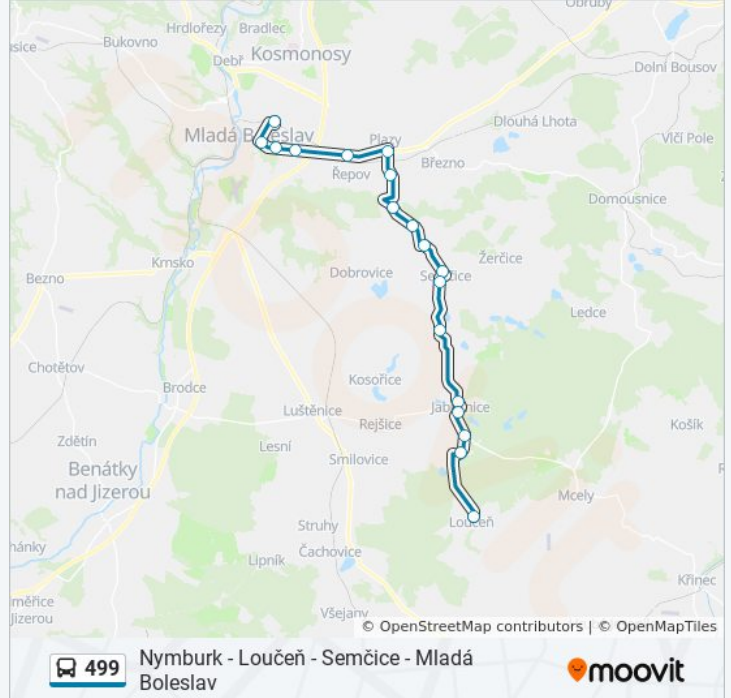 Obruby
Hrdlořezy
Bradlec
Bukovno
Kosmonosy
Debř
Dolní Bousov
Dlouhá Lhota
Mladá Boleslav
Plazy
Vlčí Pole
Řepov
Březno
Domousnice
Žerčice
Krnsko
Dobrovice
Semčice
Bezno
Ledce
Chotětov
Kosořice
Brodce
Jabkenice
Luštěnice
Rejšice
Košík
Zdětín
Lesní
Smilovice
Benátky
nad Jizerou
Mcely
Loučeň
Struhy
Čachovice
Lipník
Křinec
Jizerou
Všejany
© OpenStreetMap contributors | © OpenMapTiles
499
Nymburk - Loučeň - Semčice - Mladá
Boleslav
moovit